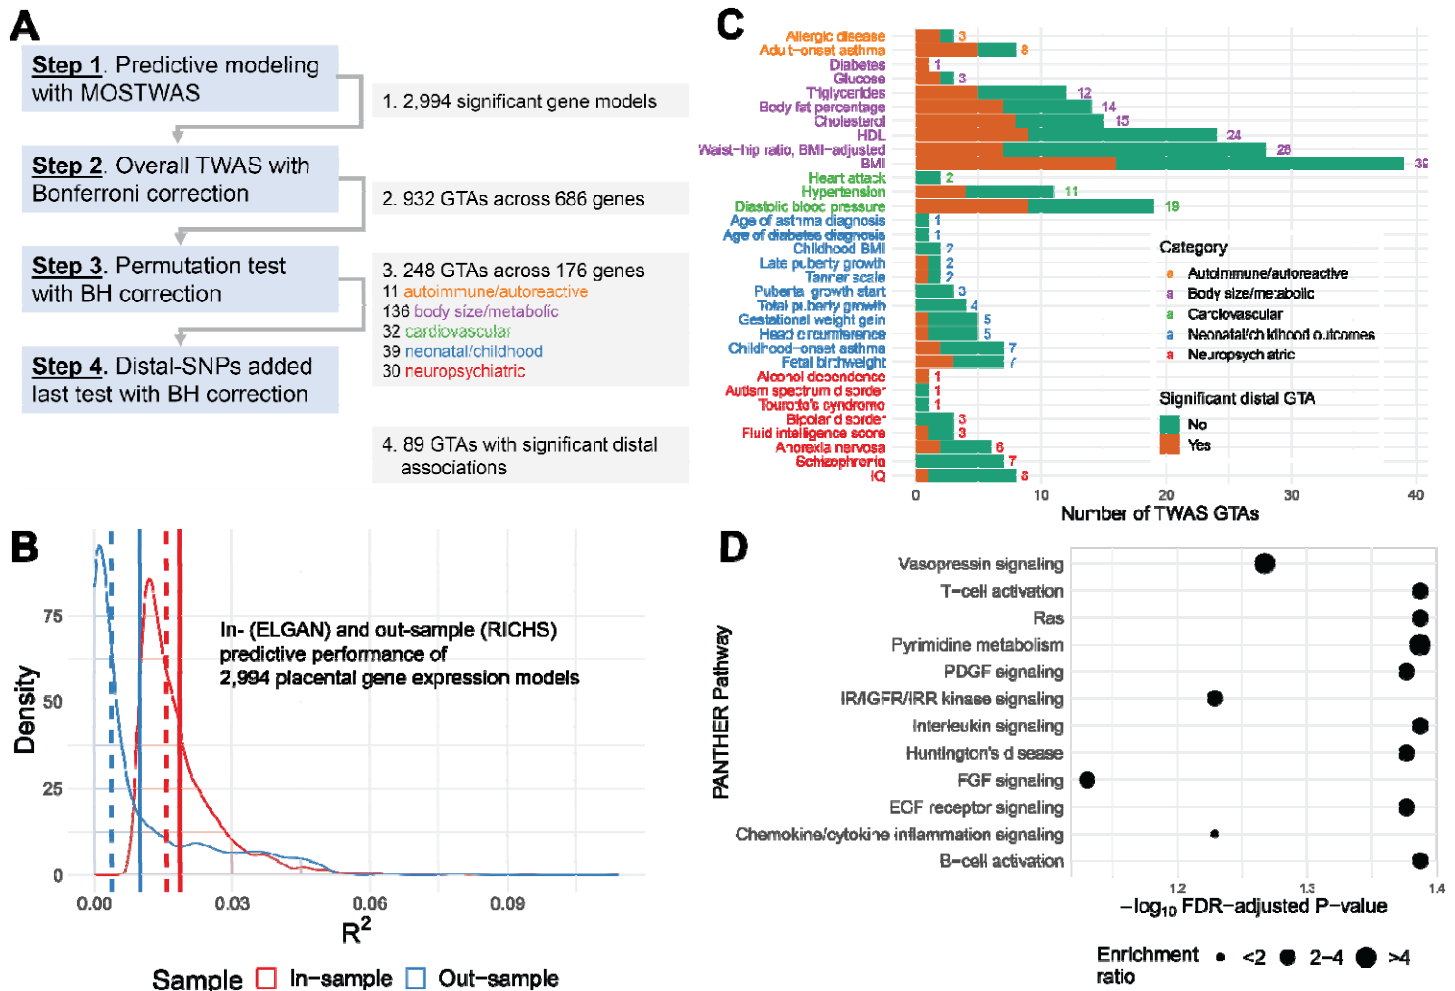 A
Step 1. Predictive modeling
with MOSTWAS
1. 2,994 significant gene models
Step 2. Overall TWAS with
Bonferroni correction
2. 932 GTAs across 686 genes
Step 3. Permutation test
with BH correction
3. 248 GTAs across 176 genes
11 autoimmune/autoreactive
136 body size/metabolic
32 cardiovascular
39 neonatal/childhood
30 neuropsychiatric
Step 4. Distal-SNPs added
last test with BH correction
4. 89 GTAs with significant distal
associations
B
In- (ELGAN) and out-sample (RICHS)
predictive performance of
2,994 placental gene expression models
Density
75
50
25
0
0.00 0.03 0.06 0.09
R²
Sample In-sample Out-sample
C
Allergic disease 3
Adult-onset asthma 8
Diabetes 1
Glucose 3
Triglycerides 12
Body fat percentage 14
Cholesterol 15
HDL 24
Waist-hip ratio, BMI-adjusted 28
BMI 39
Heart attack 2
Hypertension 11
Diastolic blood pressure 19
Age of asthma diagnosis 1
Age of diabetes diagnosis 1
Childhood BMI 2
Late puberty growth 2
Tanner scale 2
Pubertal growth start 3
Total puberty growth 4
Gestational weight gain 5
Head circumference 5
Childhood-onset asthma 7
Fetal birthweight 7
Alcohol dependence 1
Autism spectrum disorder 1
Tourette's syndrome 1
Bipolar disorder 3
Fluid intelligence score 3
Anorexia nervosa 6
Schizophrenia 7
IQ 8
0 10 20 30 40
Number of TWAS GTAs
Category
a Autoimmune/autoreactive
a Body size/metabolic
a Cardiovascular
a Neonatal/childhood outcomes
a Neuropsychiatric
Significant distal GTA
No
Yes
D
PANTHER Pathway
Vasopressin signaling
T-cell activation
Ras
Pyrimidine metabolism
PDGF signaling
IR/IGFR/IRR kinase signaling
Interleukin signaling
Huntington's disease
FGF signaling
EGF receptor signaling
Chemokine/cytokine inflammation signaling
B-cell activation
1.2 1.3 1.4
-log₁₀ FDR-adjusted P-value
Enrichment
ratio
<2 2-4 >4